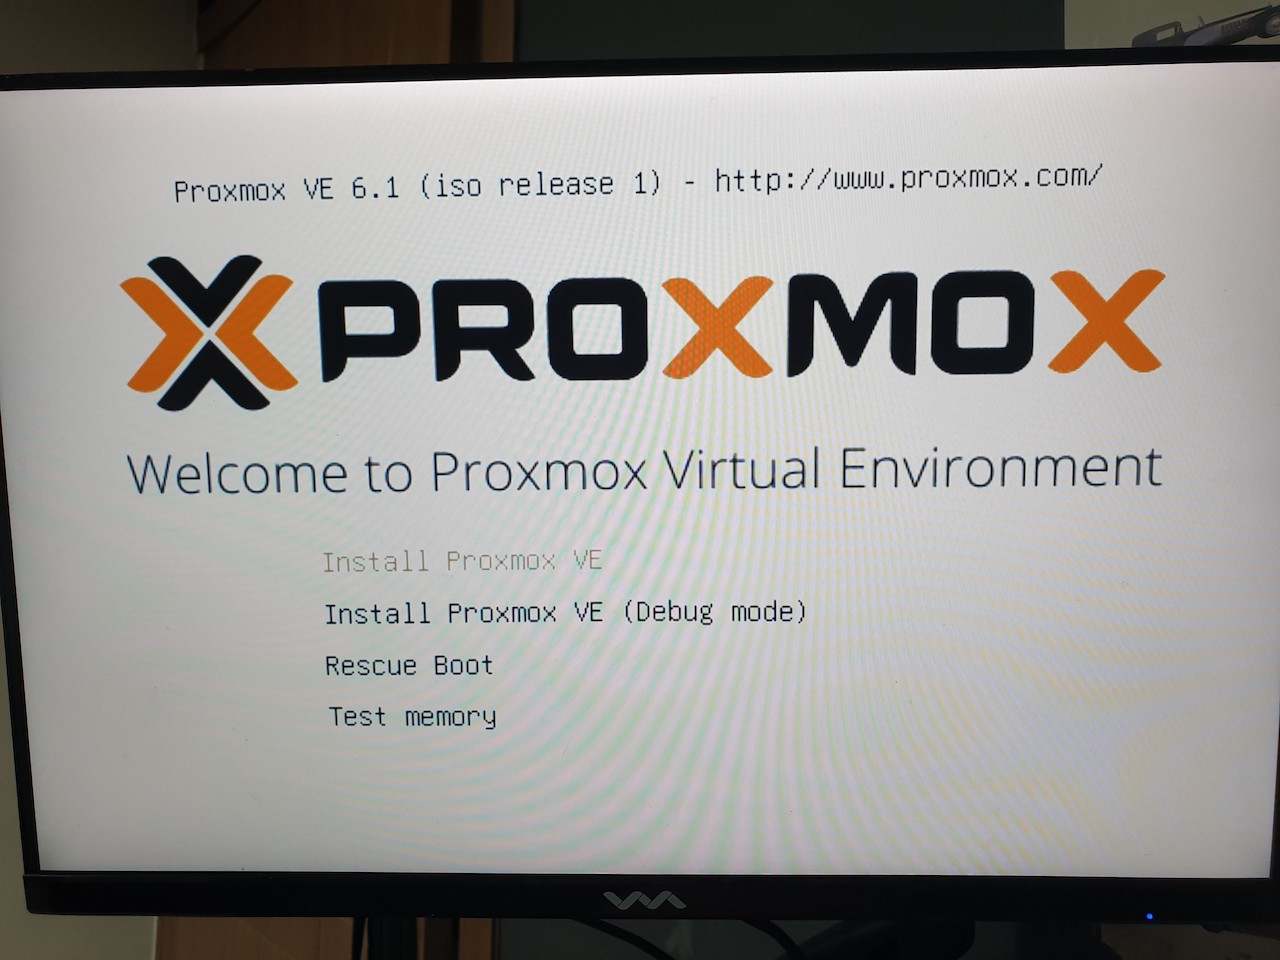 Proxmox VE 6.1 (iso release 1) - http://www.proxmox.com/
PROXMOX
Welcome to Proxmox Virtual Environment
Install Proxmox VE
Install Proxmox VE (Debug mode)
Rescue Boot
Test memory